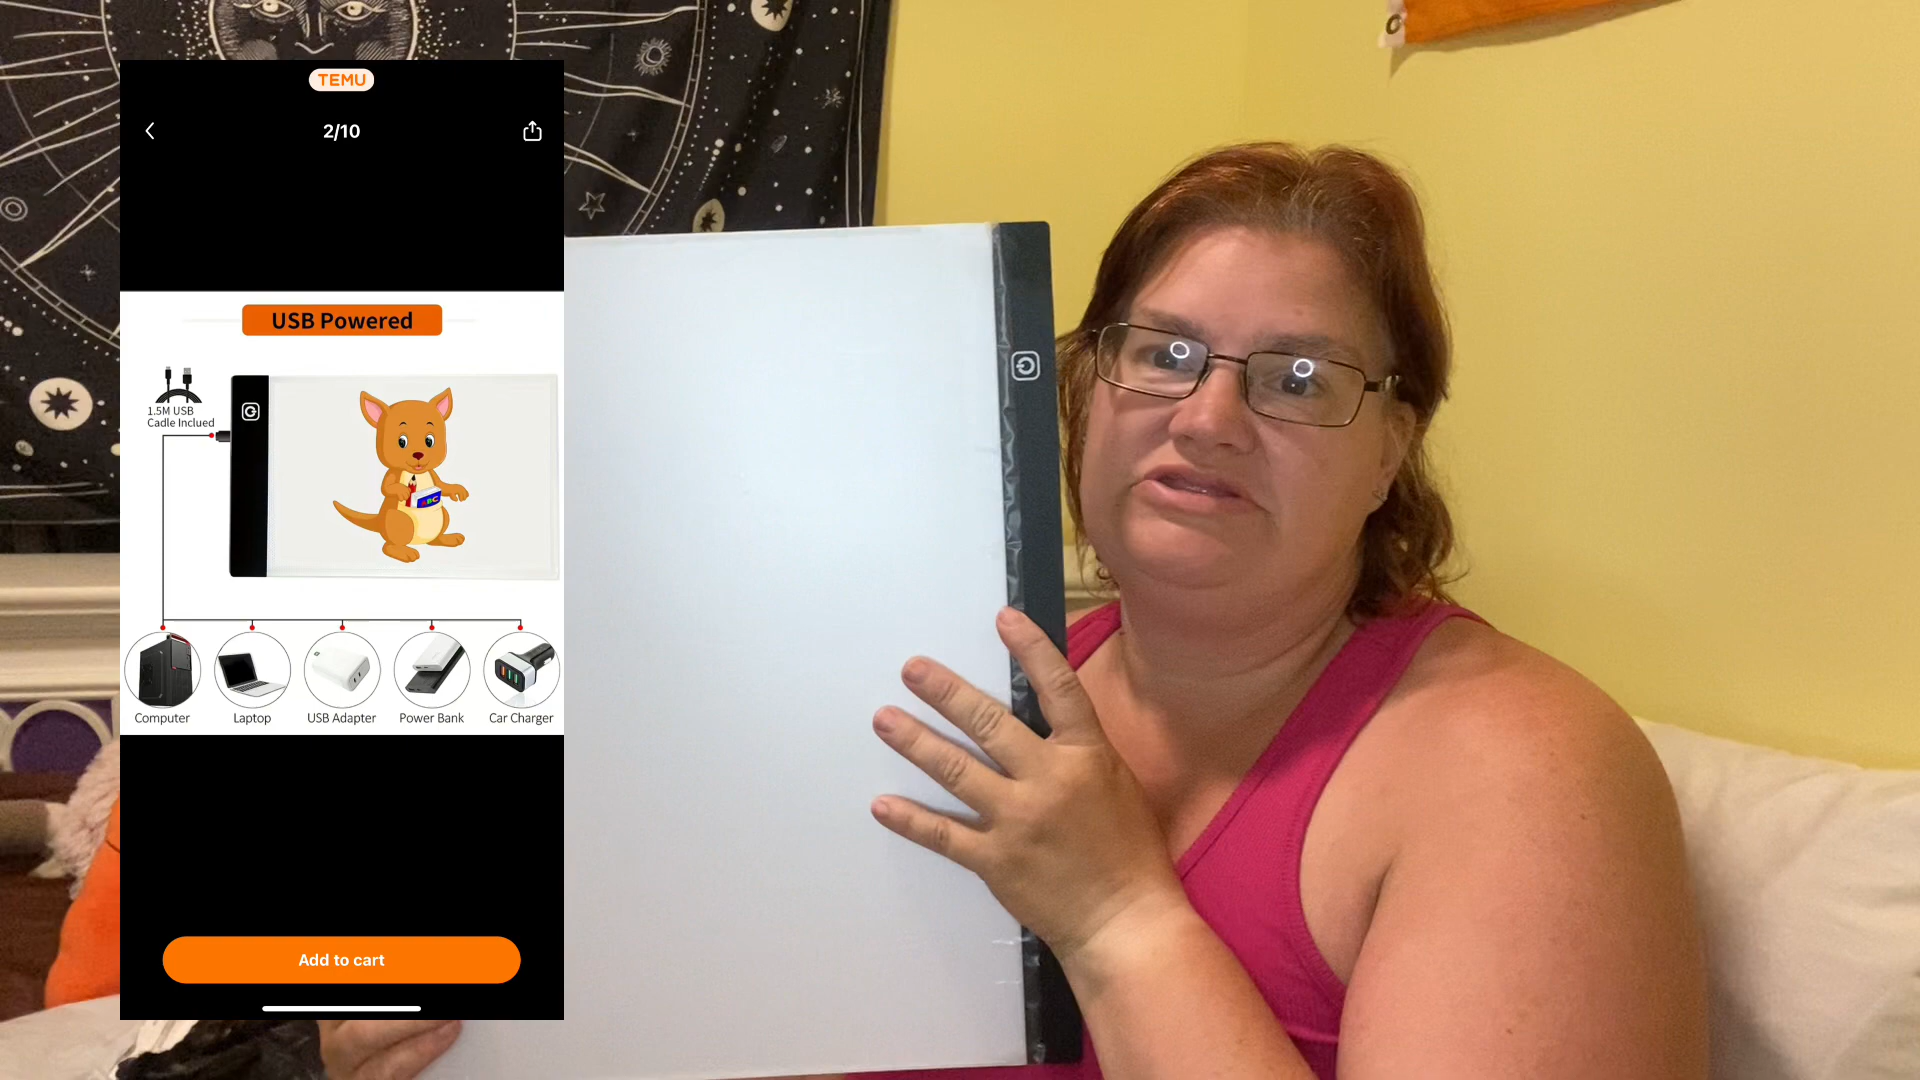 TEMU
2/10
USB Powered
1.5M USB
Cadle Inclued
ABC
Computer
Laptop
USB Adapter
Power Bank
Car Charger
Add to cart